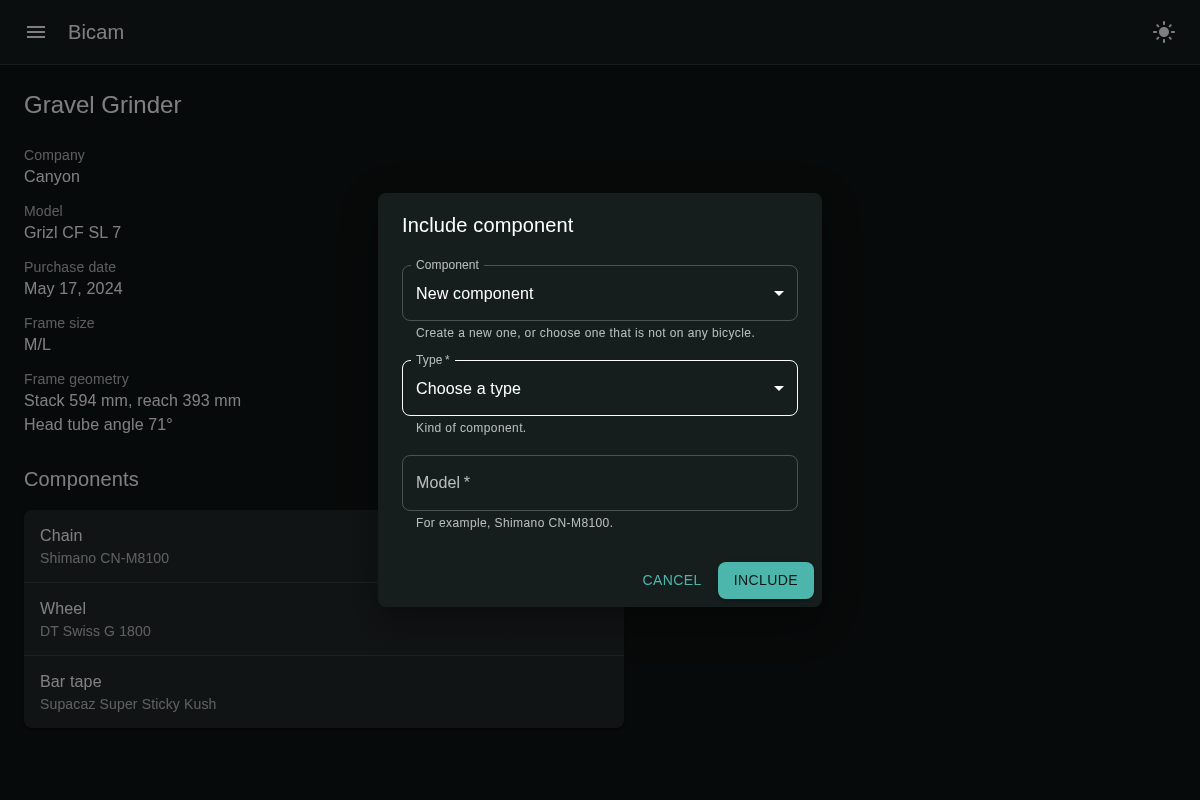 Bicam
Gravel Grinder
Company
Canyon
Model
Grizl CF SL 7
Purchase date
May 17, 2024
Frame size
M/L
Frame geometry
Stack 594 mm, reach 393 mm
Head tube angle 71°
Components
Chain
Shimano CN-M8100
Wheel
DT Swiss G 1800
Bar tape
Supacaz Super Sticky Kush
Include component
Component
New component
Create a new one, or choose one that is not on any bicycle.
Type *
Choose a type
Kind of component.
Model *
For example, Shimano CN-M8100.
CANCEL
INCLUDE